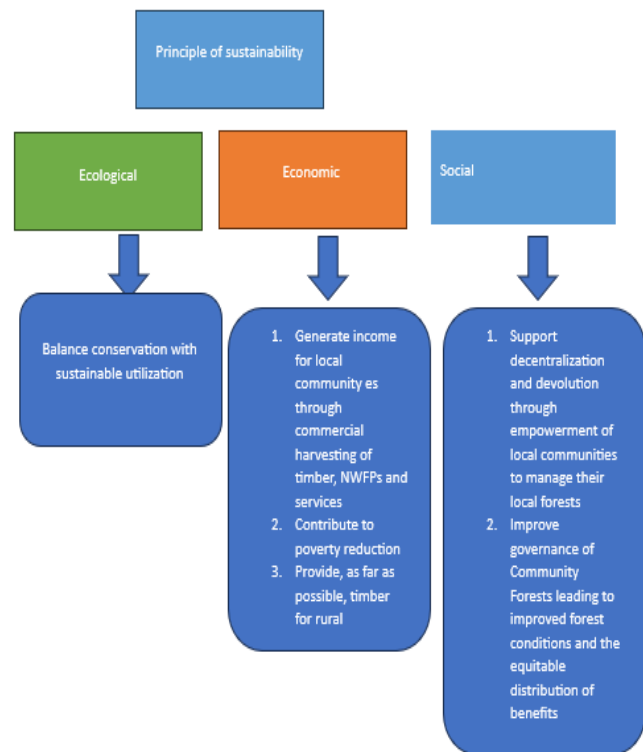 Principle of sustainability
Ecological
Economic
Social
Balance conservation with
sustainable utilization
1. Generate income
for local
community es
through
commercial
harvesting of
timber, NWFPs and
services
2. Contribute to
poverty reduction
3. Provide, as far as
possible, timber
for rural
1. Support
decentralization
and devolution
through
empowerment of
local communities
to manage their
local forests
2. Improve
governance of
Community
Forests leading to
improved forest
conditions and the
equitable
distribution of
benefits